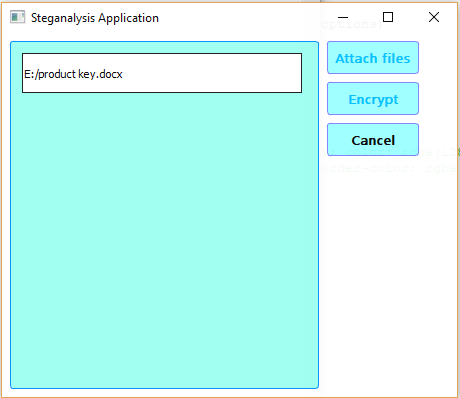 Steganalysis Application
E:/product key.docx
Attach files
Encrypt
Cancel